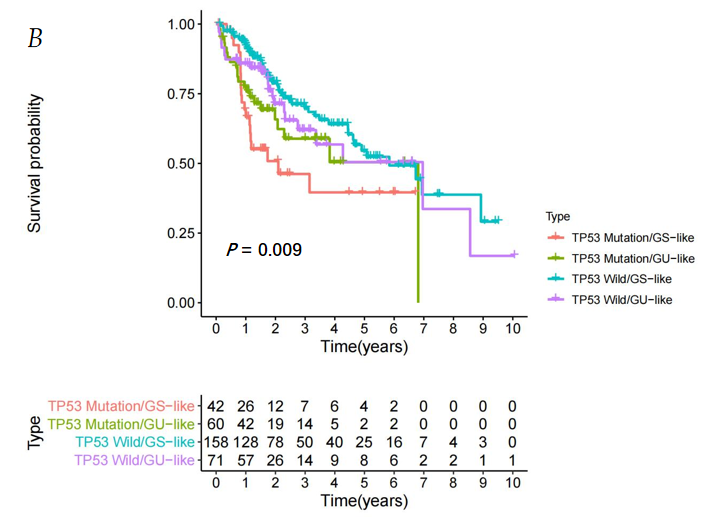 B
Survival probability
1.00
0.75
0.50
0.25
0.00
P = 0.009
0 1 2 3 4 5 6 7 8 9 10
Time(years)
Type
TP53 Mutation/GS-like
TP53 Mutation/GU-like
TP53 Wild/GS-like
TP53 Wild/GU-like
Type
TP53 Mutation/GS-like 42 26 12 7 6 4 2 0 0 0 0
TP53 Mutation/GU-like 60 42 19 14 5 2 2 0 0 0 0
TP53 Wild/GS-like 158 128 78 50 40 25 16 7 4 3 0
TP53 Wild/GU-like 71 57 26 14 9 8 6 2 2 1 1
0 1 2 3 4 5 6 7 8 9 10
Time(years)